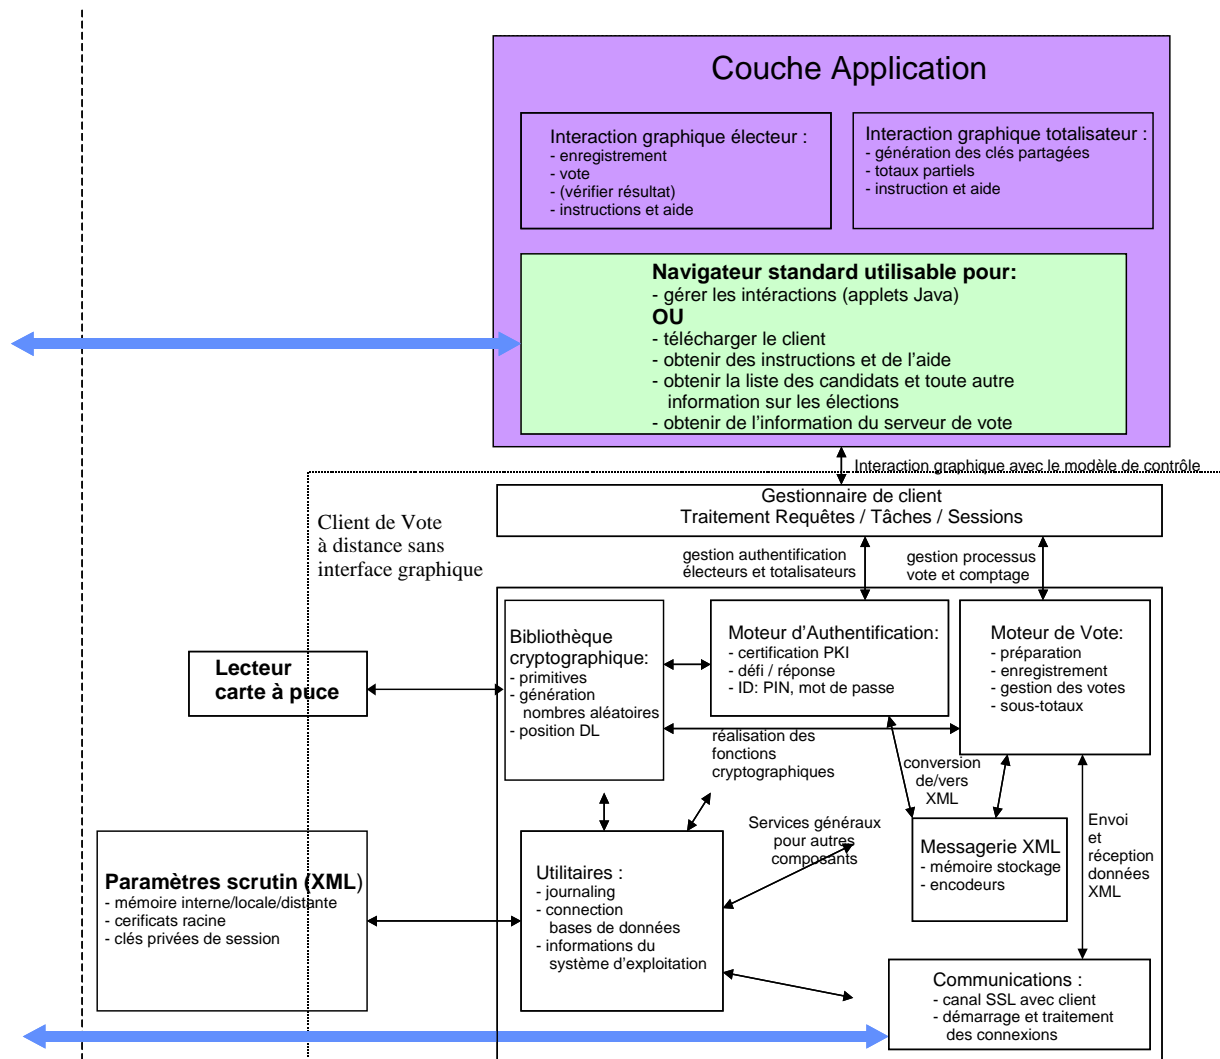 Couche Application
Interaction graphique électeur :
- enregistrement
- vote
- (vérifier résultat)
- instructions et aide
Interaction graphique totalisateur :
- génération des clés partagées
- totaux partiels
- instruction et aide
Navigateur standard utilisable pour:
- gérer les intéractions (applets Java)
OU
- télécharger le client
- obtenir des instructions et de l'aide
- obtenir la liste des candidats et toute autre
information sur les élections
- obtenir de l'information du serveur de vote
Interaction graphique avec le modèle de contrôle
Gestionnaire de client
Traitement Requêtes / Tâches / Sessions
Client de Vote
à distance sans
interface graphique
gestion authentification
électeurs et totalisateurs
gestion processus
vote et comptage
Bibliothèque
cryptographique:
- primitives
- génération
nombres aléatoires
- position DL
Moteur d'Authentification:
- certification PKI
- défi / réponse
- ID: PIN, mot de passe
Moteur de Vote:
- préparation
- enregistrement
- gestion des votes
- sous-totaux
Lecteur
carte à puce
réalisation des
fonctions
cryptographiques
conversion
de/vers
XML
Services généraux
pour autres
composants
Messagerie XML
- mémoire stockage
- encodeurs
Envoi
et
réception
données
XML
Paramètres scrutin (XML)
- mémoire interne/locale/distante
- cerificats racine
- clés privées de session
Utilitaires :
- journaling
- connection
bases de données
- informations du
système d'exploitation
Communications :
- canal SSL avec client
- démarrage et traitement
des connexions